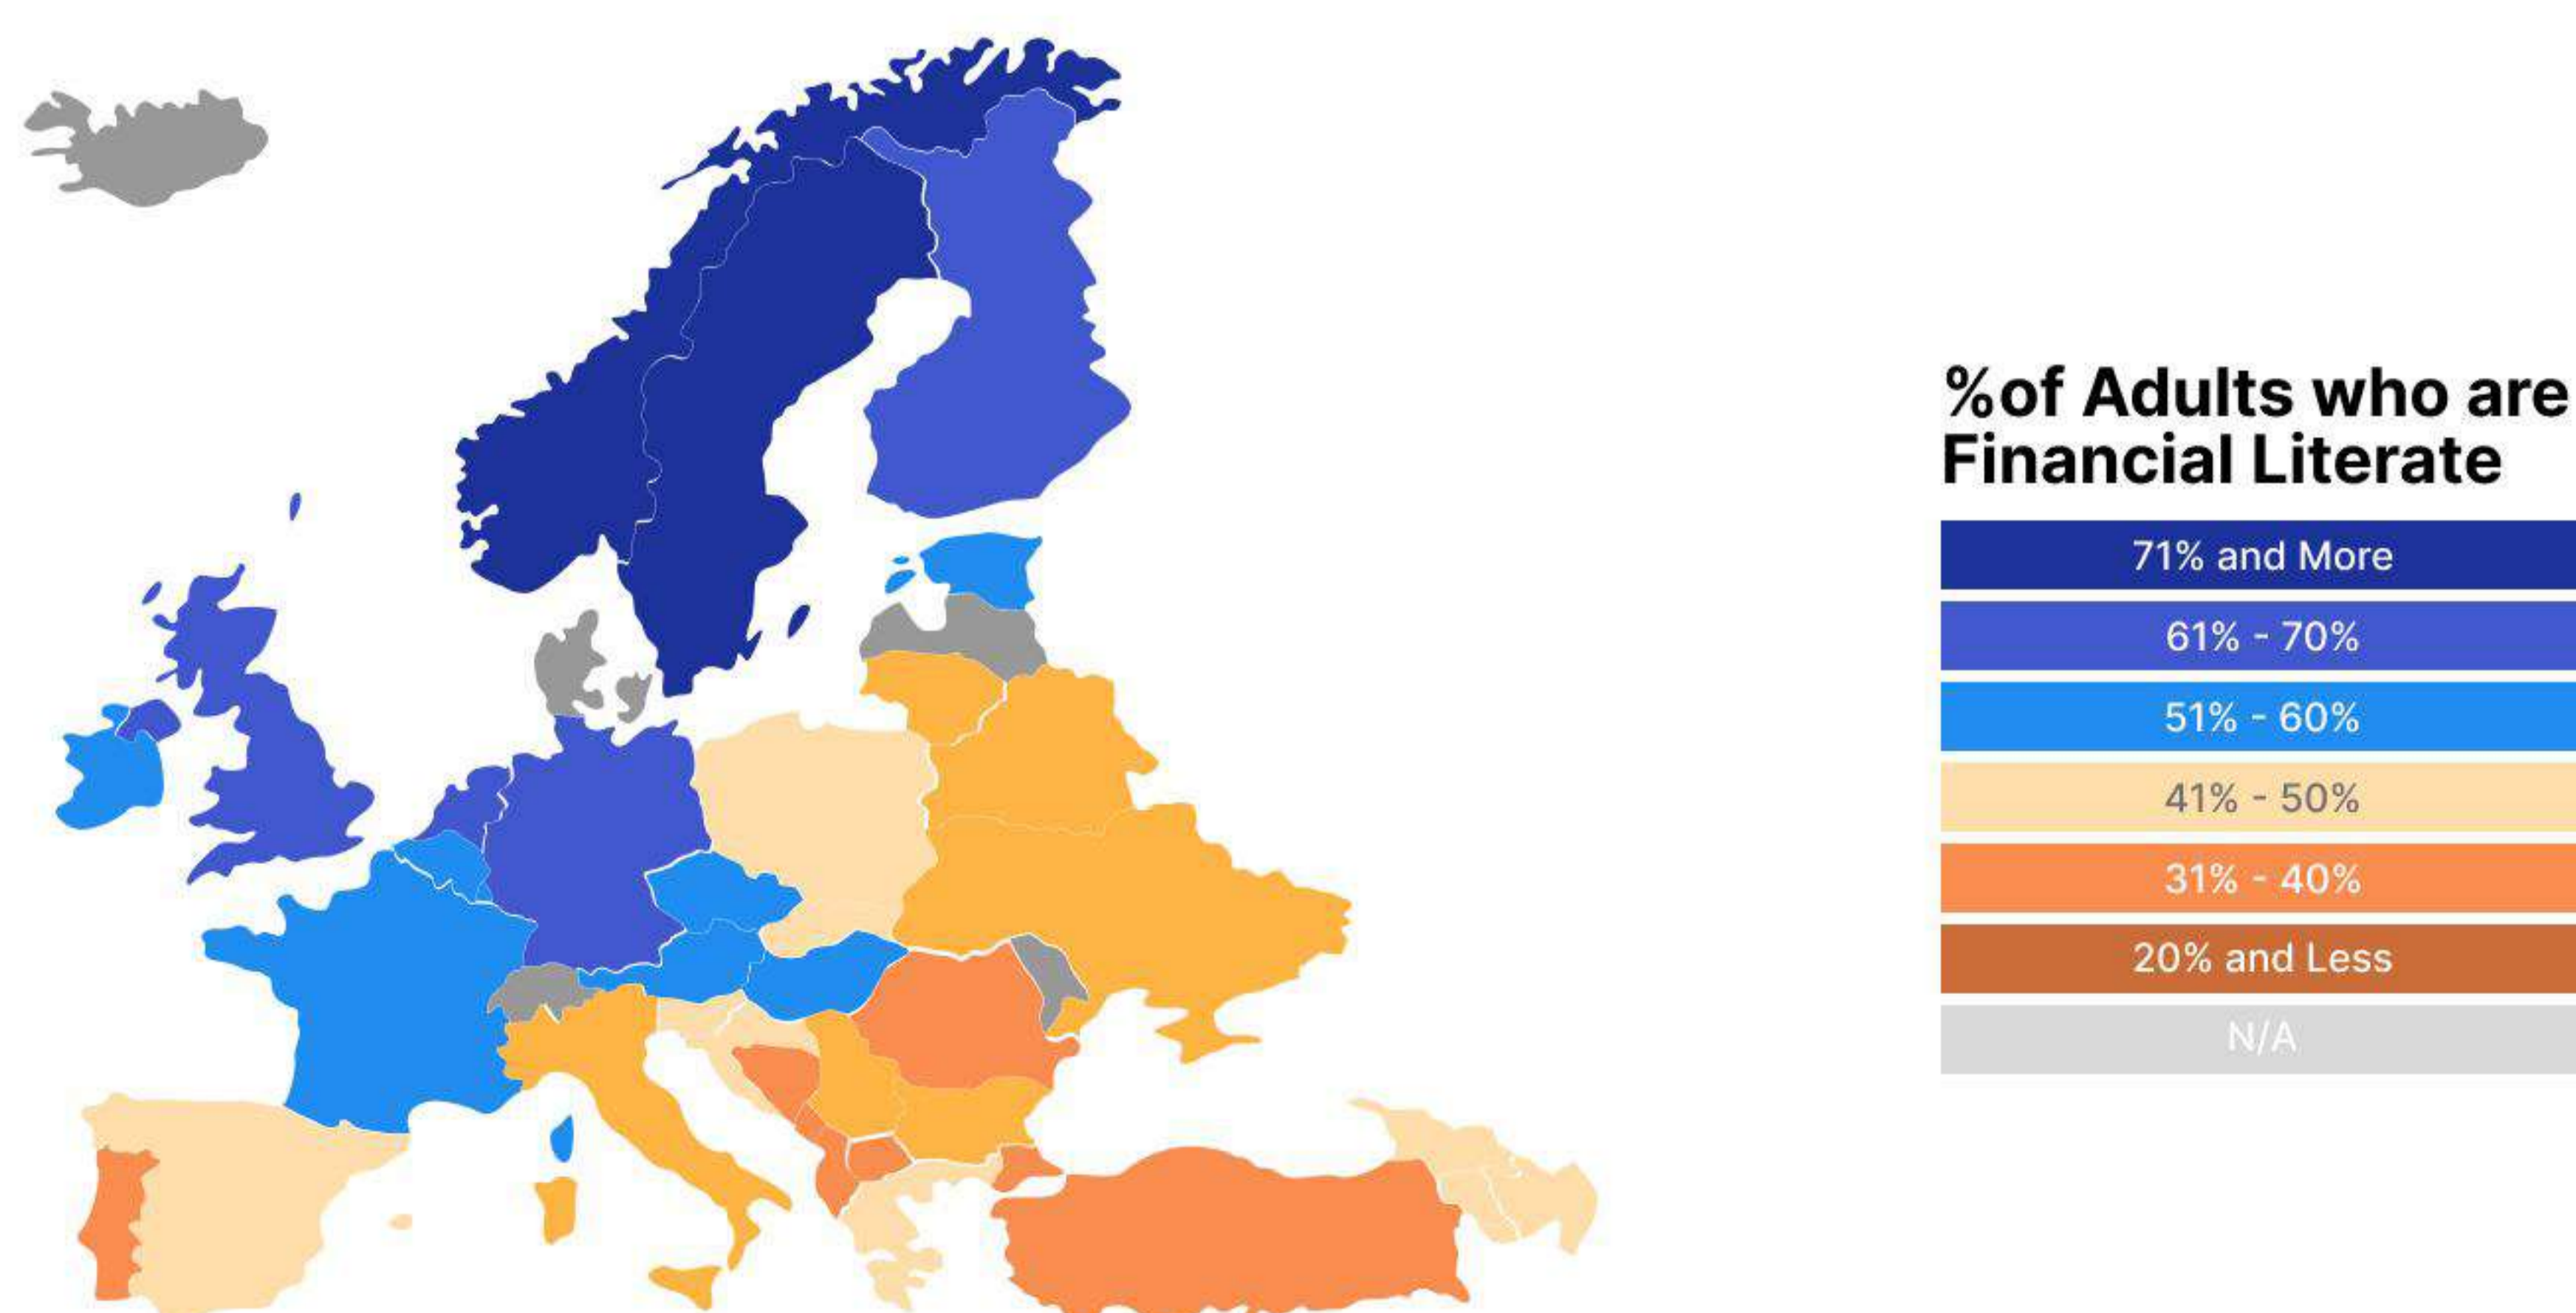 %of Adults who are
Financial Literate
71% and More
61% - 70%
51% - 60%
41% - 50%
31% - 40%
20% and Less
N/A